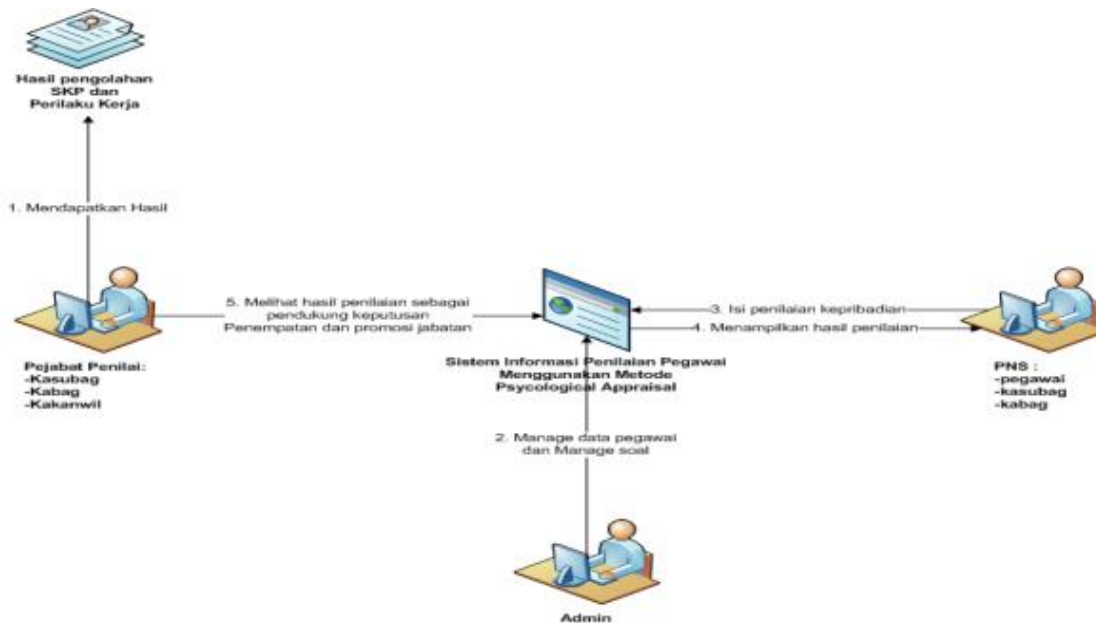 Hasil pengolahan
SKP dan
Perilaku Kerja
1. Mendapatkan Hasil
5. Melihat hasil penilaian sebagai
pendukung keputusan
Penempatan dan promosi jabatan
3. Isi penilaian kepribadian
4. Menampilkan hasil penilaian
Pejabat Penilai:
-Kasubag
-Kabag
-Kakanwil
Sistem Informasi Penilaian Pegawai
Menggunakan Metode
Psycological Appraisal
PNS :
-pegawai
-kasubag
-kabag
2. Manage data pegawai
dan Manage soal
Admin